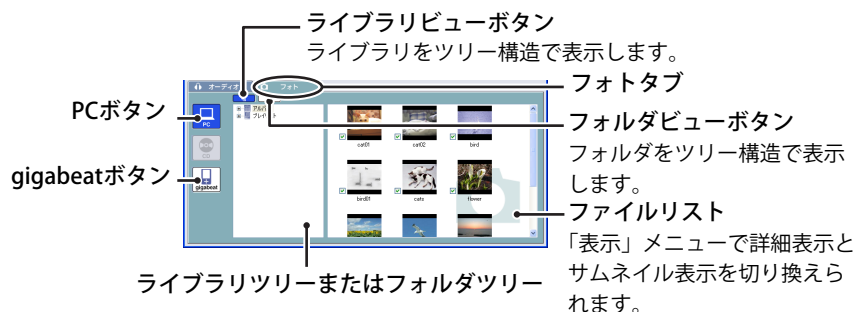 ライブラリビューボタン
ライブラリをツリー構造で表示します。
オーディオ
フォト
フォトタブ
PCボタン
PC
CD
gigabeatボタン
gigabeat
フォルダビューボタン
フォルダをツリー構造で表示
します。
cat01
cat02
bird
bird01
cats
flower
ファイルリスト
「表示」メニューで詳細表示と
サムネイル表示を切り換えら
れます。
ライブラリツリーまたはフォルダツリー